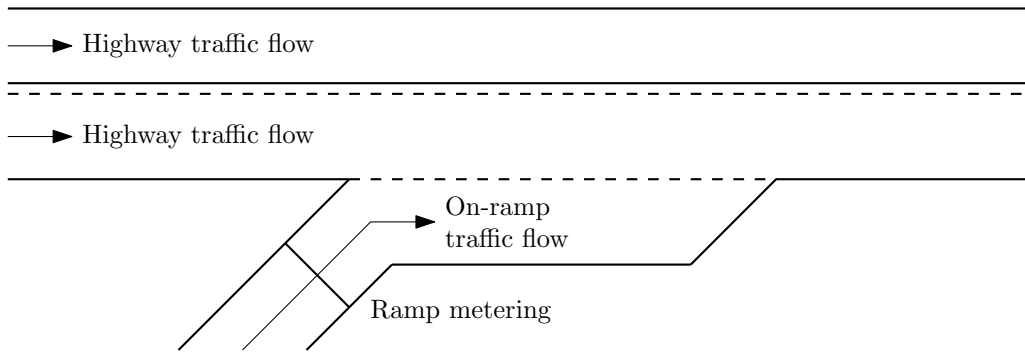 Highway traffic flow
Highway traffic flow
On-ramp
traffic flow
Ramp metering